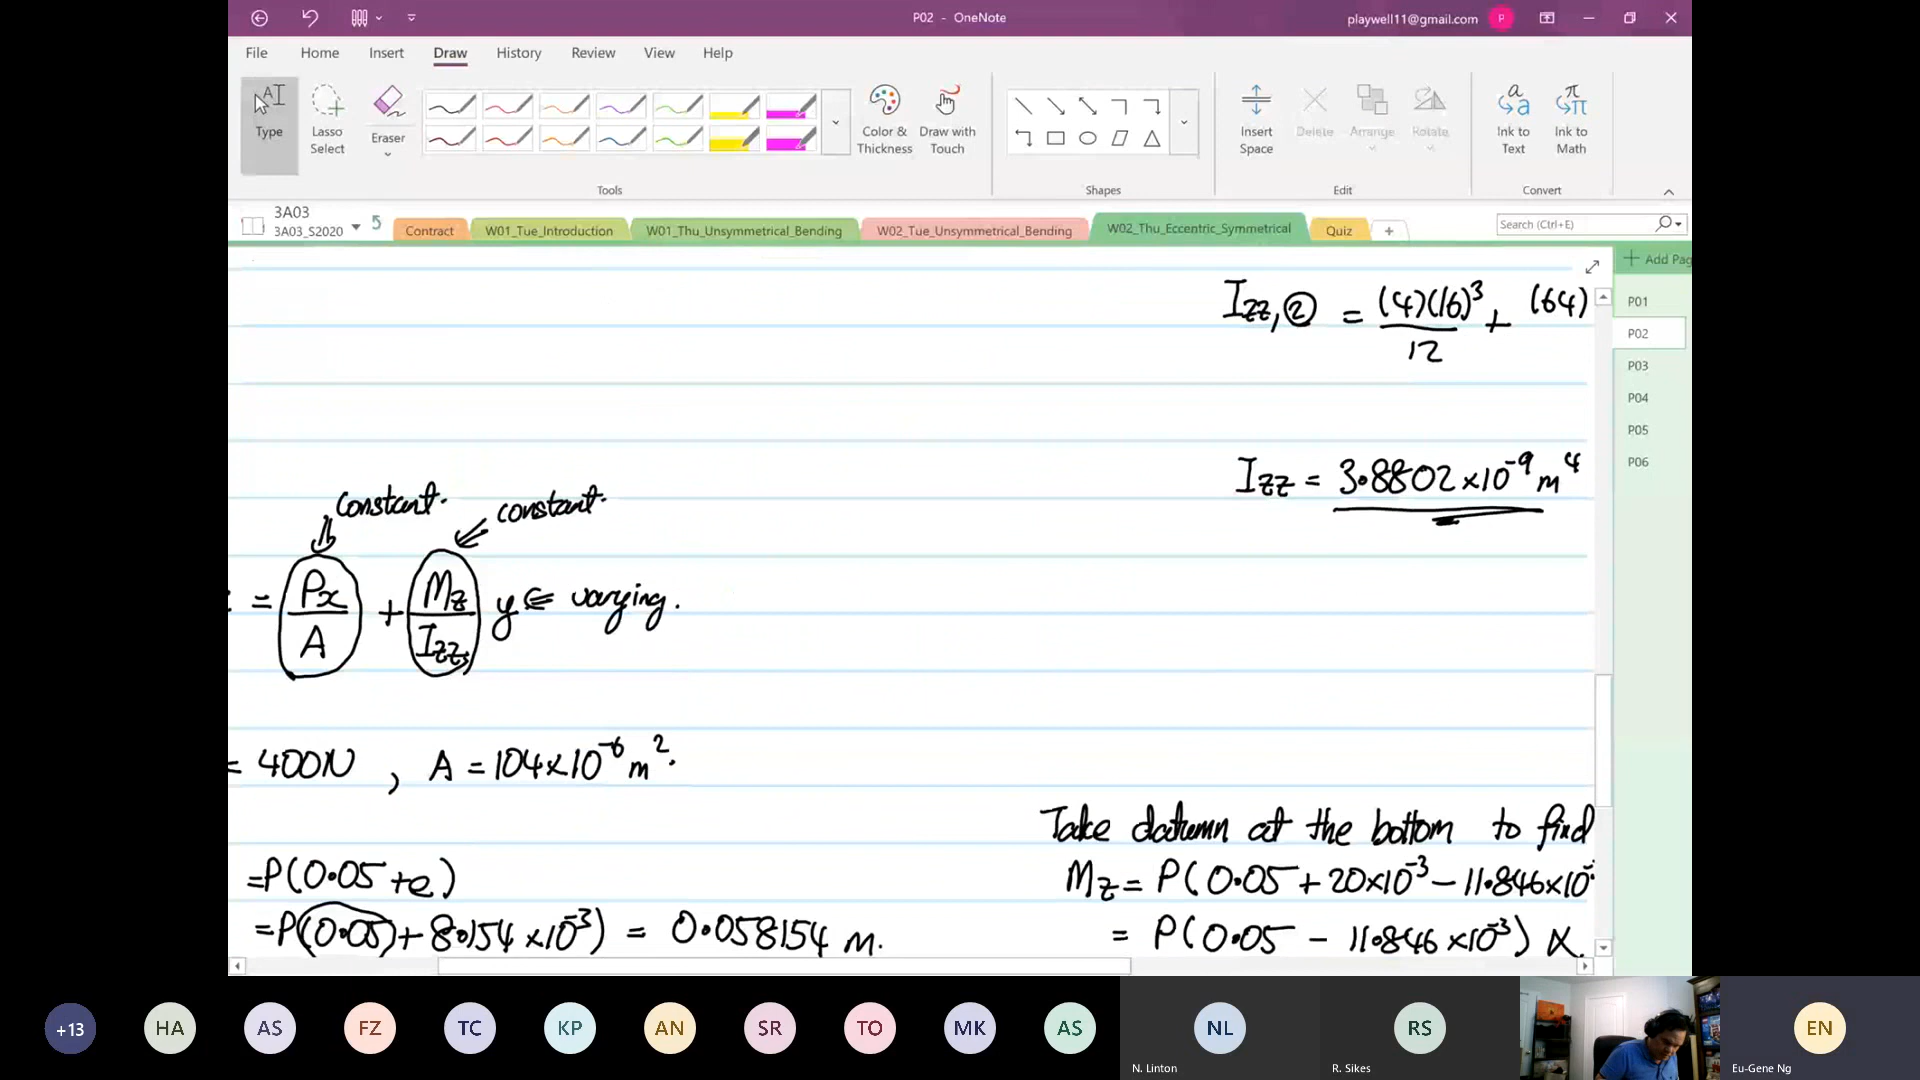 P02 - OneNote
playwell11@gmail.com P
File Home Insert Draw History Review View Help
Type
Lasso Select
Eraser
Color & Thickness
Draw with Touch
Insert Space
Delete
Arrange
Rotate
Ink to Text
Ink to Math
Tools Shapes Edit Convert
3A03
3A03_S2020
Contract W01_Tue_Introduction W01_Thu_Unsymmetrical_Bending W02_Tue_Unsymmetrical_Bending W02_Thu_Eccentric_Symmetrical Quiz +
Search (Ctrl+E)
Add Pag
P01
P02
P03
P04
P05
P06
Izz,② = (4)(16)³/12 + (64)
Izz = 3.8802×10⁻⁹ m⁴
constant. constant.
= Px/A + Mz/Izz y ⇐ varying.
= 400N , A = 104×10⁻⁶ m².
Take datum at the bottom to find
=P(0.05+e)
Mz = P(0.05 + 20×10⁻³ − 11.846×10⁻
=P(0.05+ 8.154×10⁻³) = 0.058154 m.
= P(0.05 − 11.846×10⁻³) X.
+13 HA AS FZ TC KP AN SR TO MK AS NL RS EN
N. Linton
R. Sikes
Eu-Gene Ng